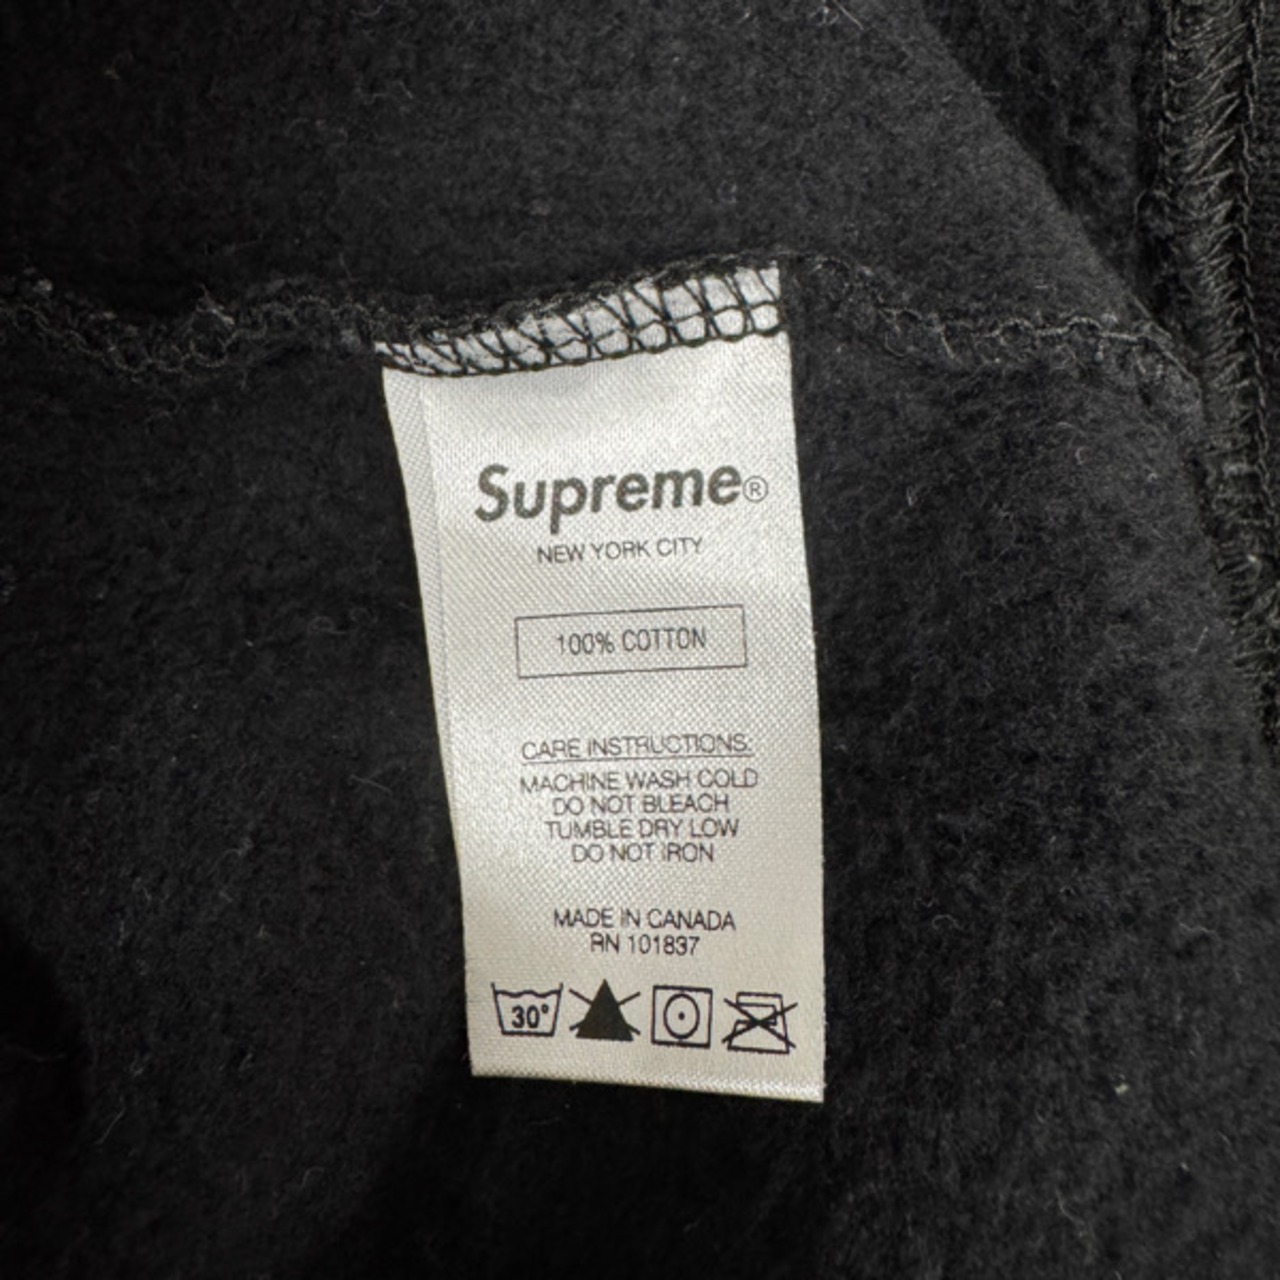 Supreme®
NEW YORK CITY
100% COTTON
CARE INSTRUCTIONS:
MACHINE WASH COLD
DO NOT BLEACH
TUMBLE DRY LOW
DO NOT IRON
MADE IN CANADA
RN 101837
30°